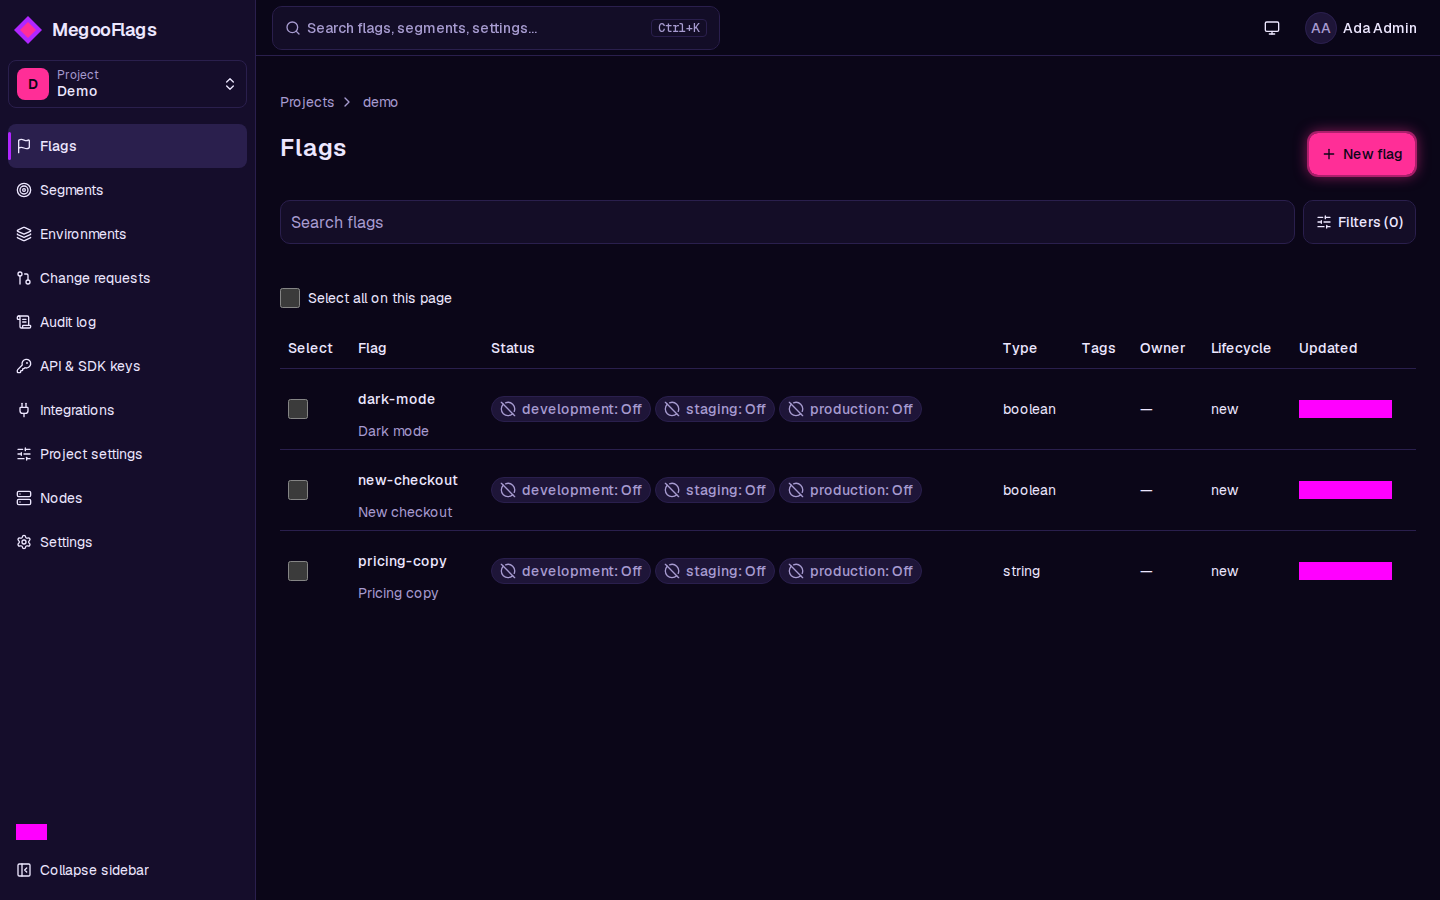 MegooFlags
Search flags, segments, settings...
Ctrl+K
AA
Ada Admin
D
Project
Demo
Flags
Segments
Environments
Change requests
Audit log
API & SDK keys
Integrations
Project settings
Nodes
Settings
Collapse sidebar
Projects
demo
Flags
New flag
Search flags
Filters (0)
Select all on this page
Select Flag Status Type Tags Owner Lifecycle Updated
dark-mode
Dark mode
development: Off staging: Off production: Off boolean — new
new-checkout
New checkout
development: Off staging: Off production: Off boolean — new
pricing-copy
Pricing copy
development: Off staging: Off production: Off string — new